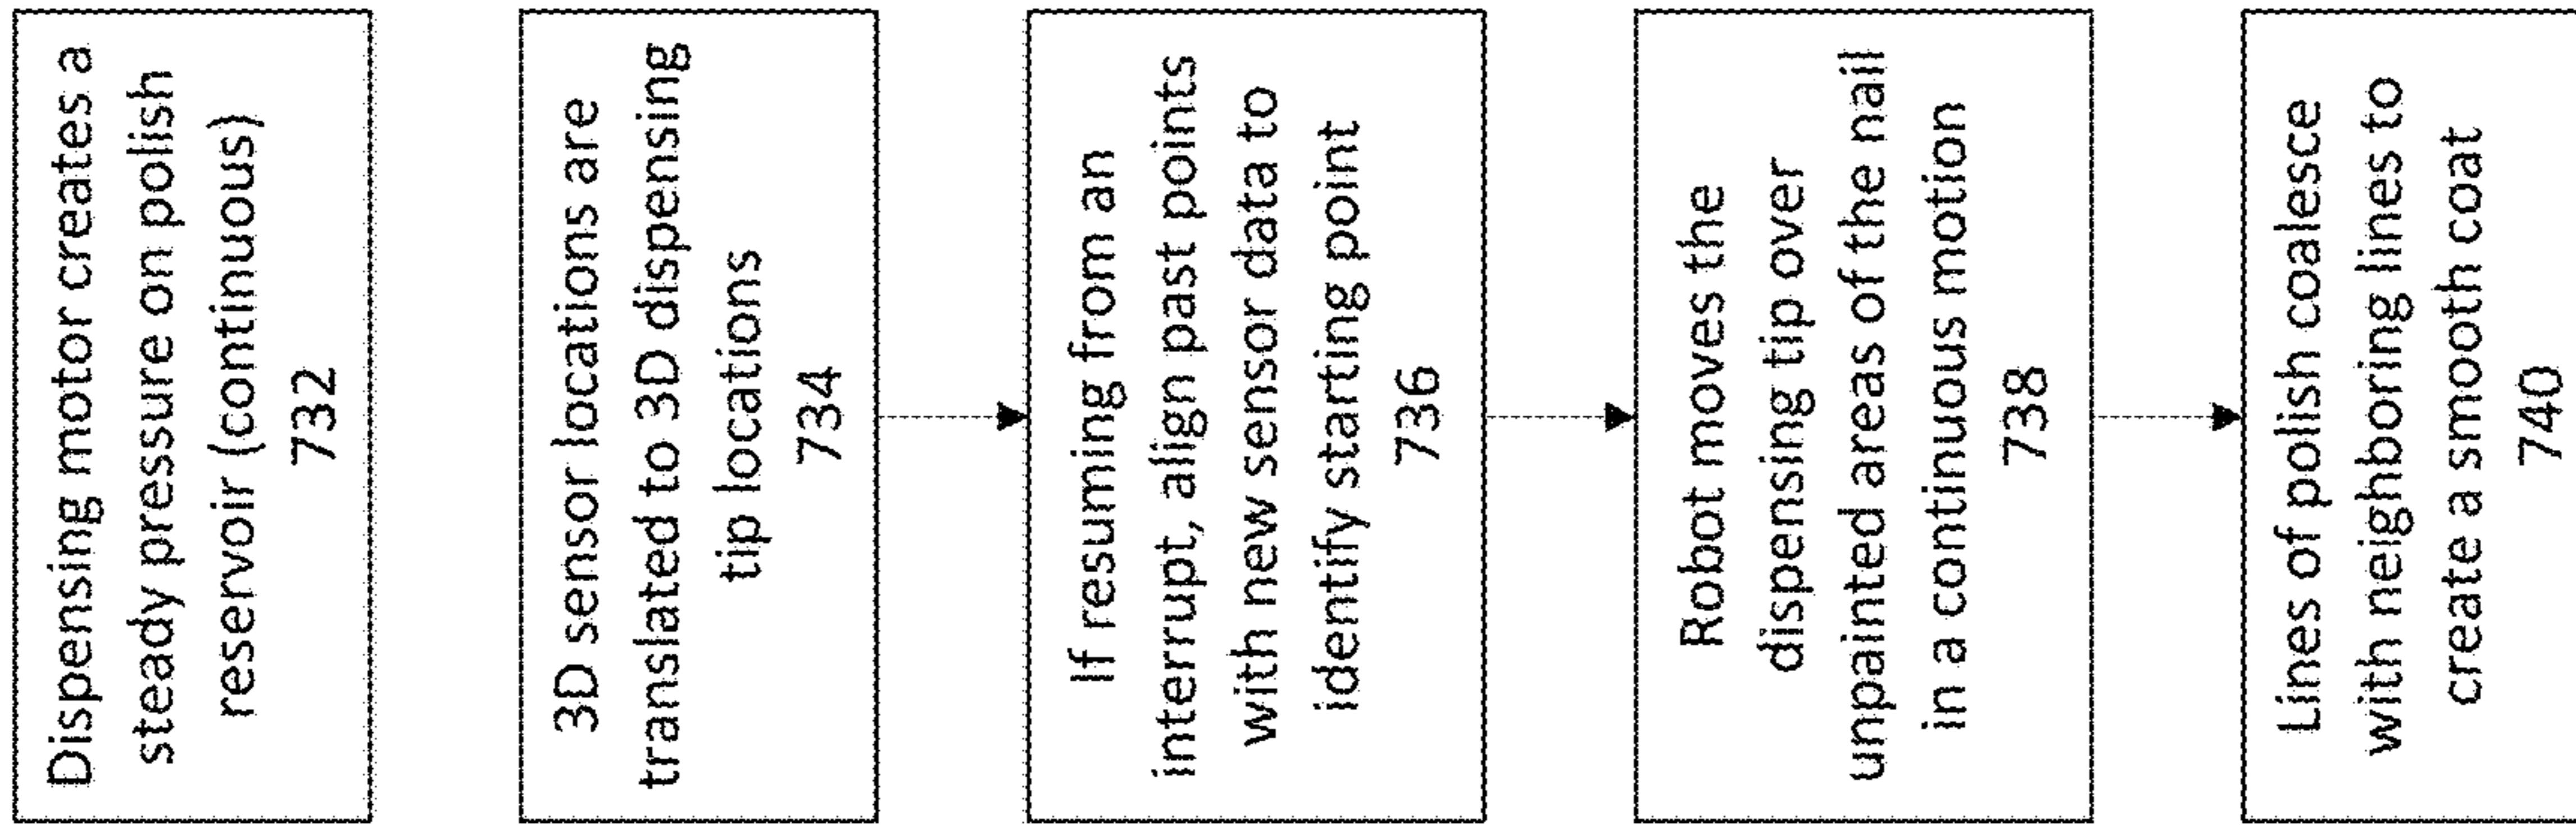 Dispensing motor creates a
steady pressure on polish
reservoir (continuous)
732
3D sensor locations are
translated to 3D dispensing
tip locations
734
If resuming from an
interrupt, align past points
with new sensor data to
identify starting point
736
Robot moves the
dispensing tip over
unpainted areas of the nail
in a continuous motion
738
Lines of polish coalesce
with neighboring lines to
create a smooth coat
740